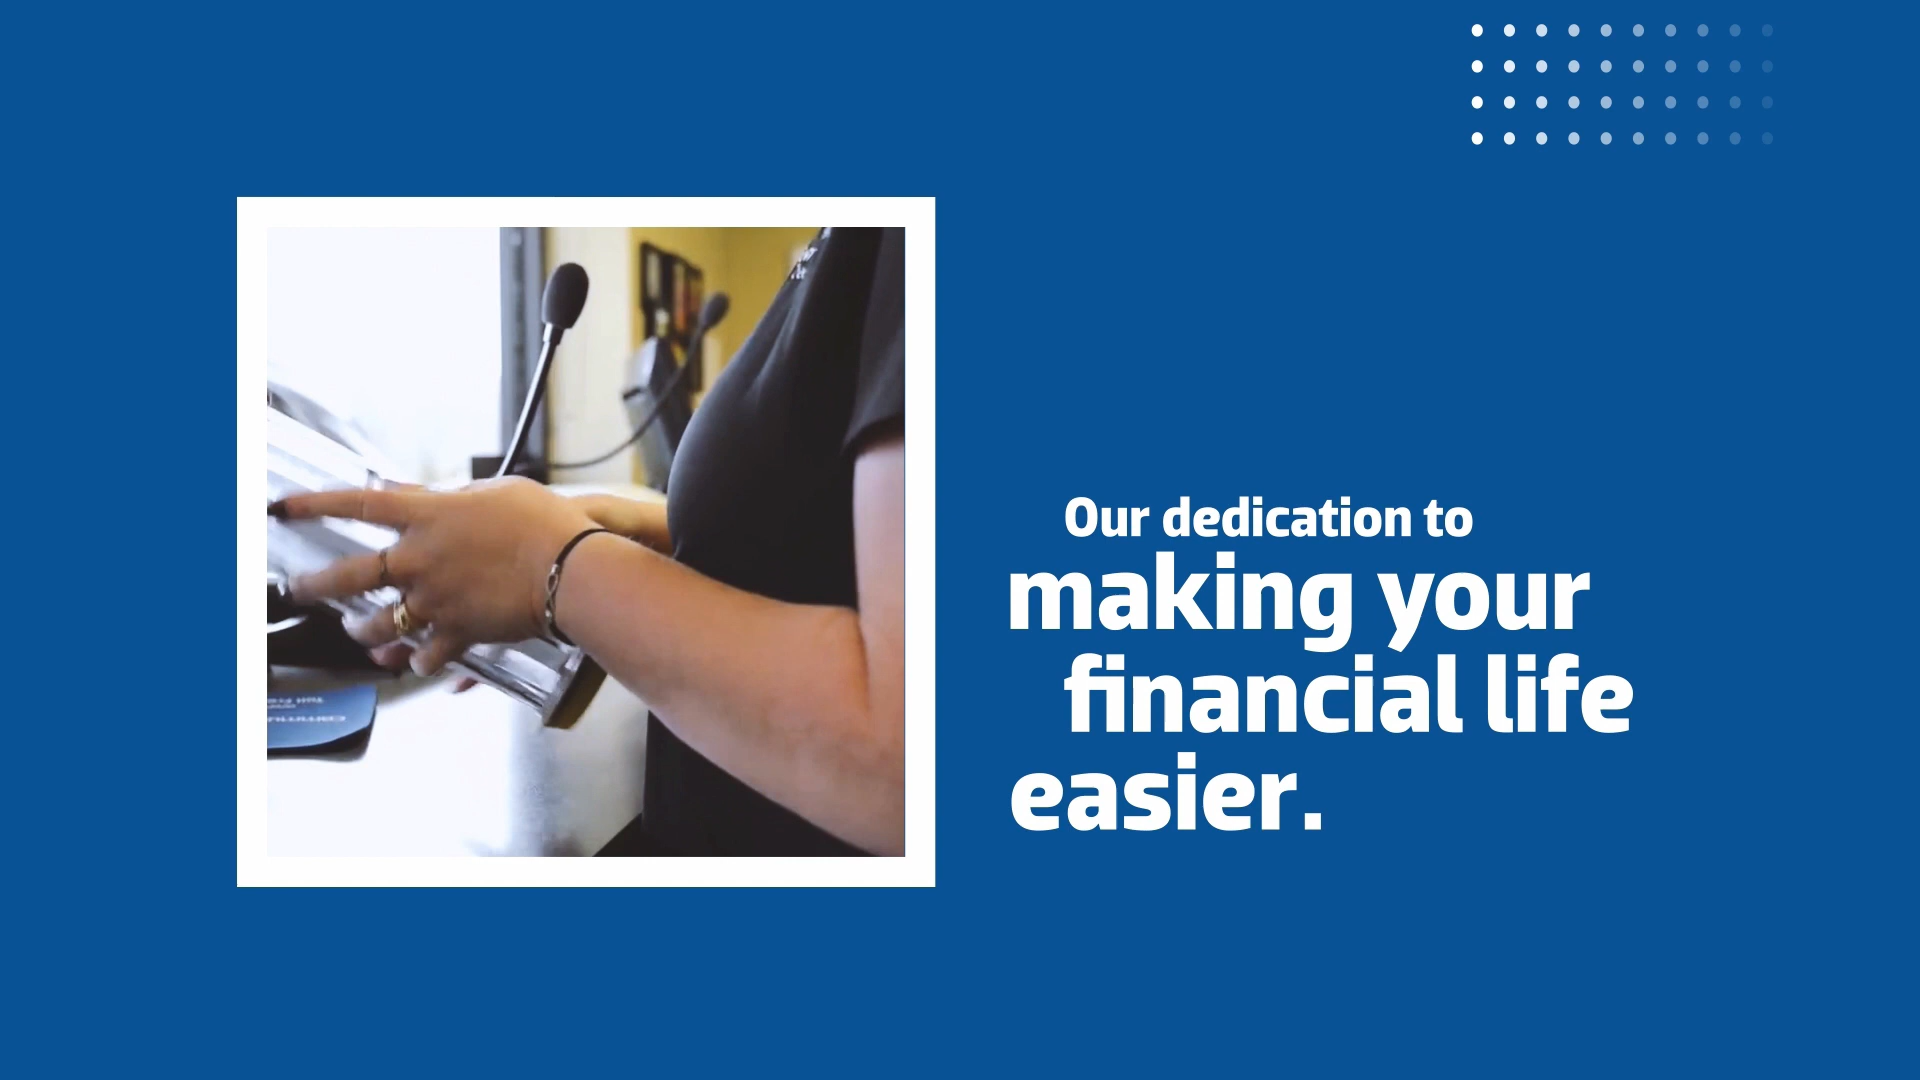 Our dedication to
making your
financial life
easier.